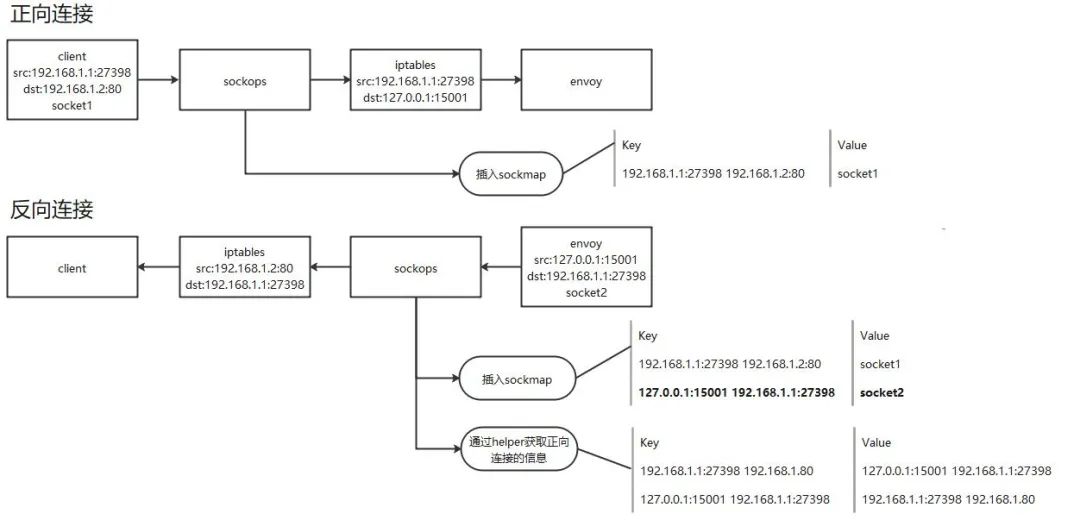 正向连接
client
src:192.168.1.1:27398
dst:192.168.1.2:80
socket1
sockops
iptables
src:192.168.1.1:27398
dst:127.0.0.1:15001
envoy
插入sockmap
Key
Value
192.168.1.1:27398 192.168.1.2:80
socket1
反向连接
client
iptables
src:192.168.1.2:80
dst:192.168.1.1:27398
sockops
envoy
src:127.0.0.1:15001
dst:192.168.1.1:27398
socket2
插入sockmap
Key
Value
192.168.1.1:27398 192.168.1.2:80
socket1
127.0.0.1:15001 192.168.1.1:27398
socket2
通过helper获取正向
连接的信息
Key
Value
192.168.1.1:27398 192.168.1.80
127.0.0.1:15001 192.168.1.1:27398
127.0.0.1:15001 192.168.1.1:27398
192.168.1.1:27398 192.168.1.80